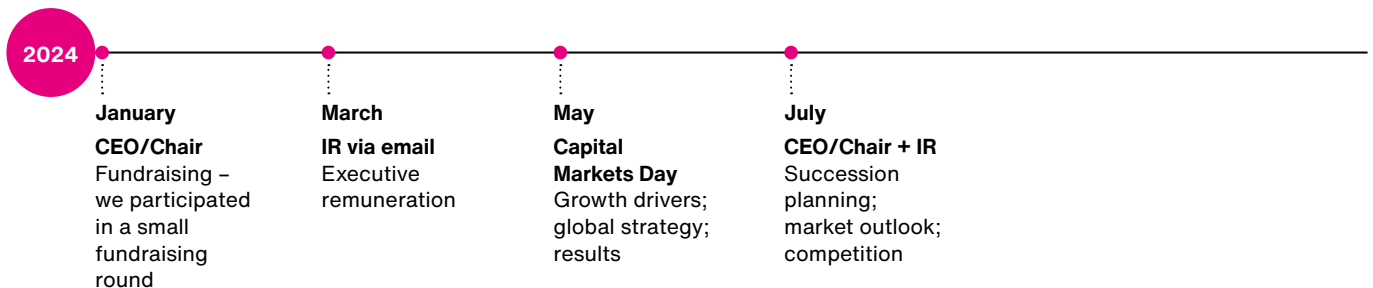 2024
January
CEO/Chair
Fundraising –
we participated
in a small
fundraising
round
March
IR via email
Executive
remuneration
May
Capital
Markets Day
Growth drivers;
global strategy;
results
July
CEO/Chair + IR
Succession
planning;
market outlook;
competition